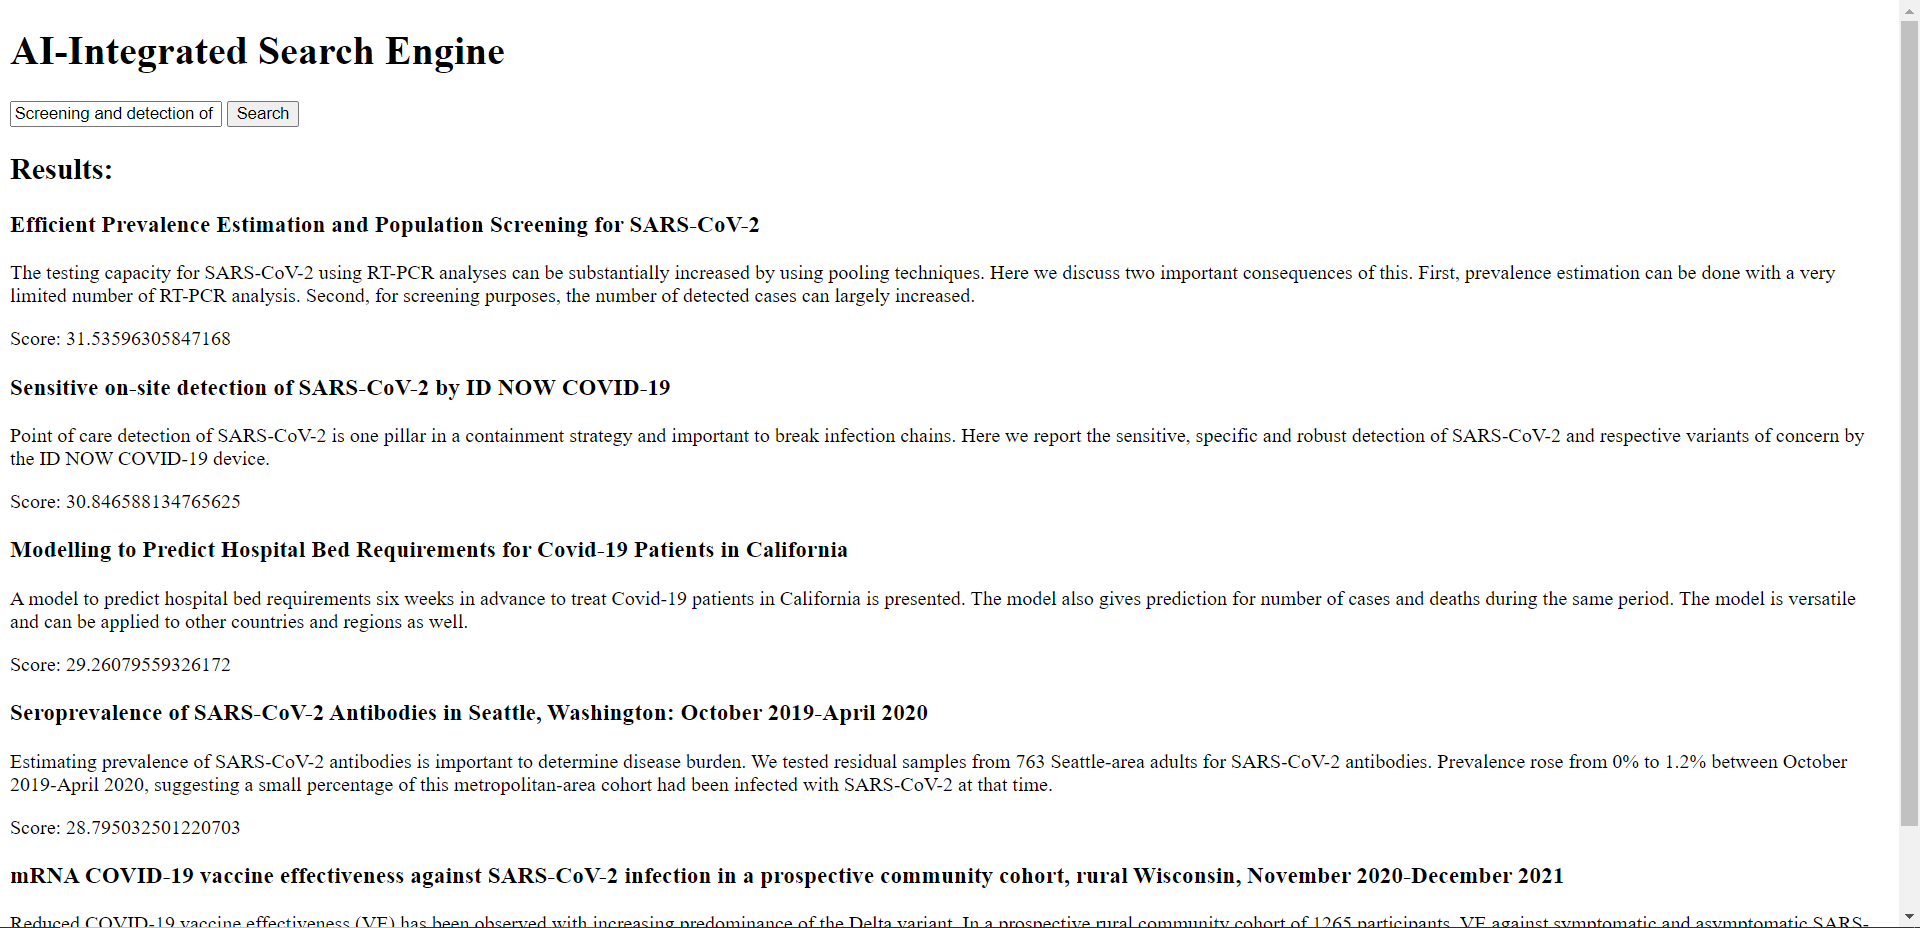 AI-Integrated Search Engine
Screening and detection of
Search
Results:
Efficient Prevalence Estimation and Population Screening for SARS-CoV-2
The testing capacity for SARS-CoV-2 using RT-PCR analyses can be substantially increased by using pooling techniques. Here we discuss two important consequences of this. First, prevalence estimation can be done with a very
limited number of RT-PCR analysis. Second, for screening purposes, the number of detected cases can largely increased.
Score: 31.53596305847168
Sensitive on-site detection of SARS-CoV-2 by ID NOW COVID-19
Point of care detection of SARS-CoV-2 is one pillar in a containment strategy and important to break infection chains. Here we report the sensitive, specific and robust detection of SARS-CoV-2 and respective variants of concern by
the ID NOW COVID-19 device.
Score: 30.846588134765625
Modelling to Predict Hospital Bed Requirements for Covid-19 Patients in California
A model to predict hospital bed requirements six weeks in advance to treat Covid-19 patients in California is presented. The model also gives prediction for number of cases and deaths during the same period. The model is versatile
and can be applied to other countries and regions as well.
Score: 29.26079559326172
Seroprevalence of SARS-CoV-2 Antibodies in Seattle, Washington: October 2019-April 2020
Estimating prevalence of SARS-CoV-2 antibodies is important to determine disease burden. We tested residual samples from 763 Seattle-area adults for SARS-CoV-2 antibodies. Prevalence rose from 0% to 1.2% between October
2019-April 2020, suggesting a small percentage of this metropolitan-area cohort had been infected with SARS-CoV-2 at that time.
Score: 28.795032501220703
mRNA COVID-19 vaccine effectiveness against SARS-CoV-2 infection in a prospective community cohort, rural Wisconsin, November 2020-December 2021
Reduced COVID-19 vaccine effectiveness (VE) has been observed with increasing predominance of the Delta variant. In a prospective rural community cohort of 1265 participants, VE against symptomatic and asymptomatic SARS-